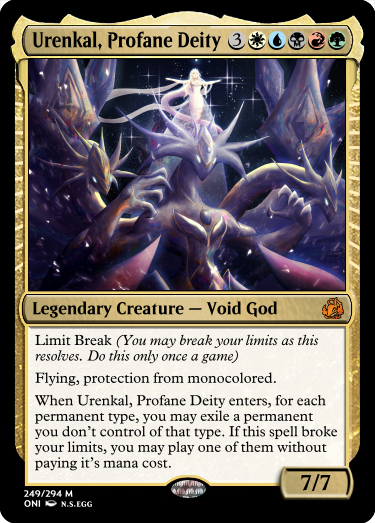 Urenkal, Profane Deity 3
Legendary Creature — Void God
Limit Break (You may break your limits as this
resolves. Do this only once a game)
Flying, protection from monocolored.
When Urenkal, Profane Deity enters, for each
permanent type, you may exile a permanent
you don't control of that type. If this spell broke
your limits, you may play one of them without
paying it's mana cost.
7/7
249/294 M
ONI N.S.EGG